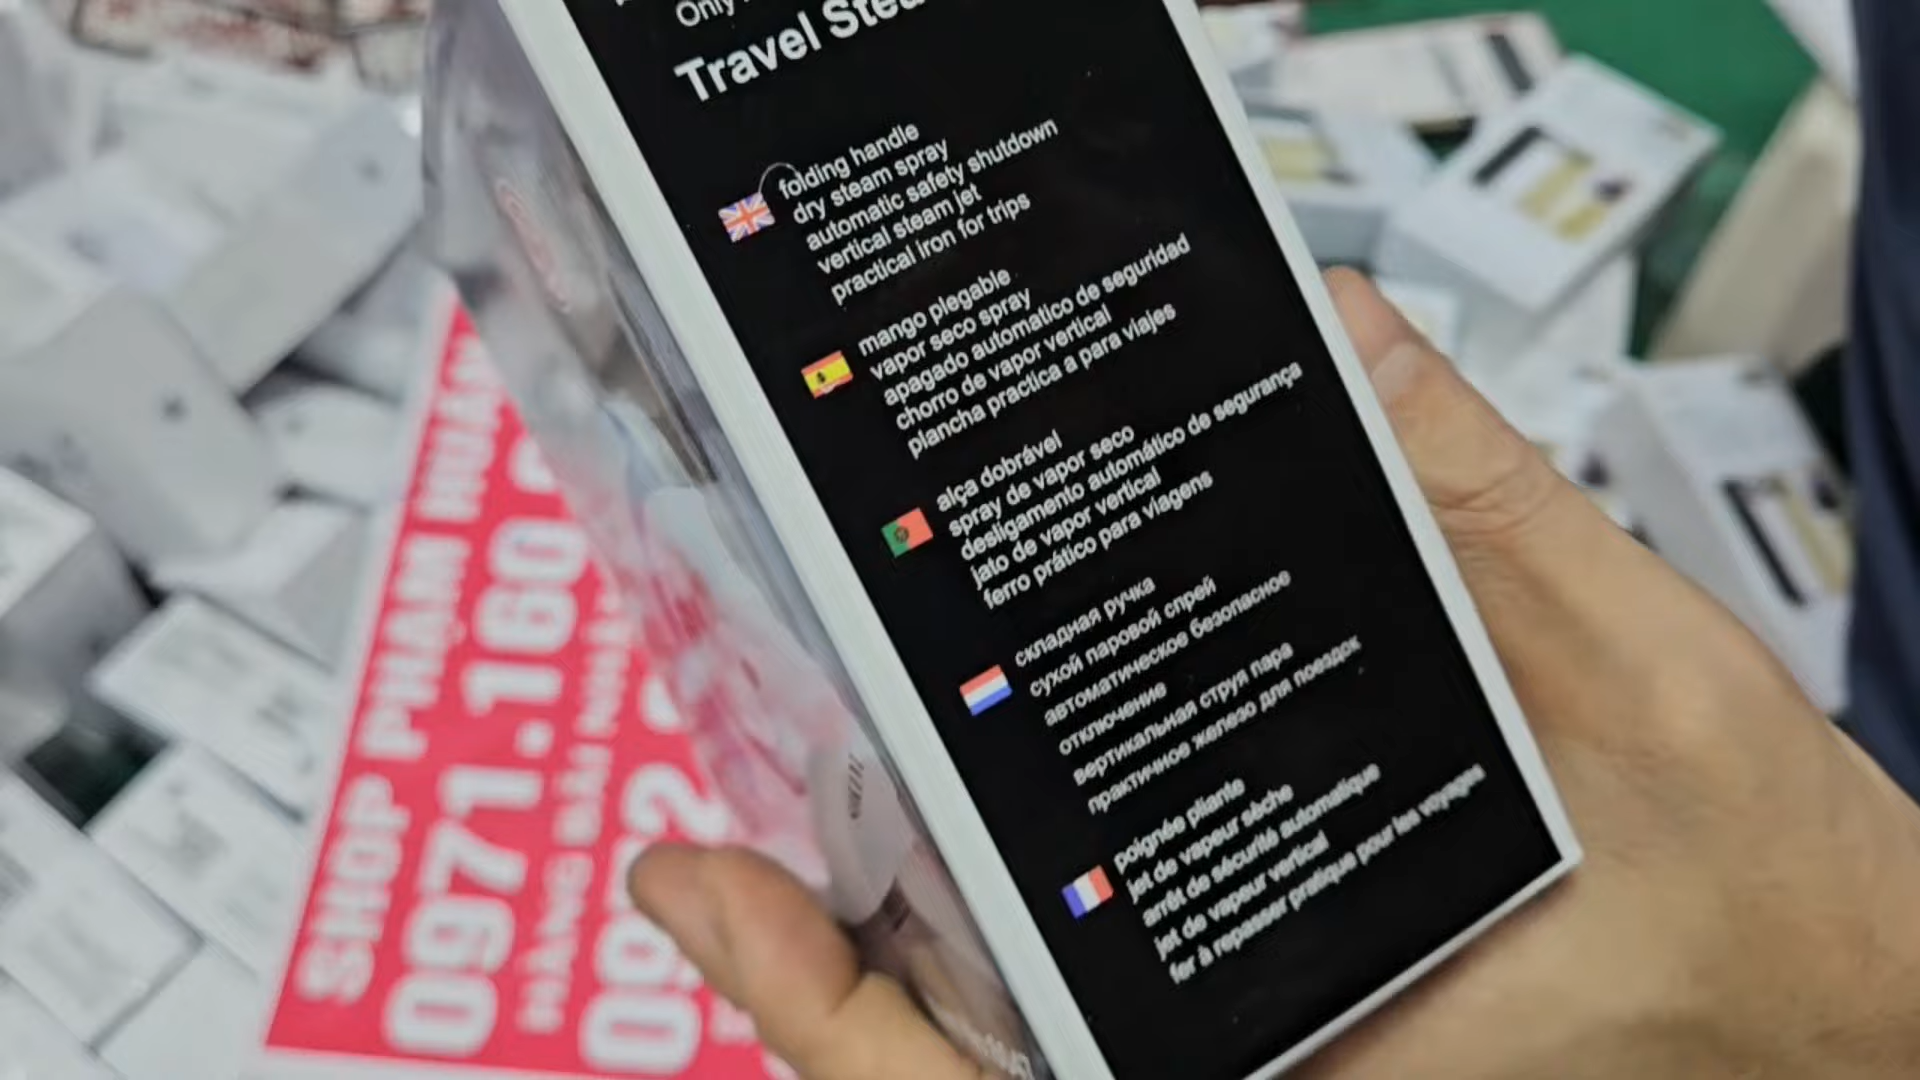 Only
Travel
folding handle
dry steam spray
automatic safety shutdown
vertical steam jet
practical iron for trips
mango plegable
vapor seco spray
apagado automatico de seguridad
chorro de vapor vertical
plancha practica a para viajes
alça dobrável
spray de vapor seco
desligamento automático de segurança
jato de vapor vertical
ferro prático para viagens
складная ручка
сухой паровой спрей
автоматическое безопасное
отключение
вертикальная струя пара
практичное железо для поездок
poignée pliante
jet de vapeur sèche
arrêt de sécurité automatique
jet de vapeur vertical
fer à repasser pratique pour les voyages
SHOP PHẠM HUÂN
0971.160
HÀNG BÃI